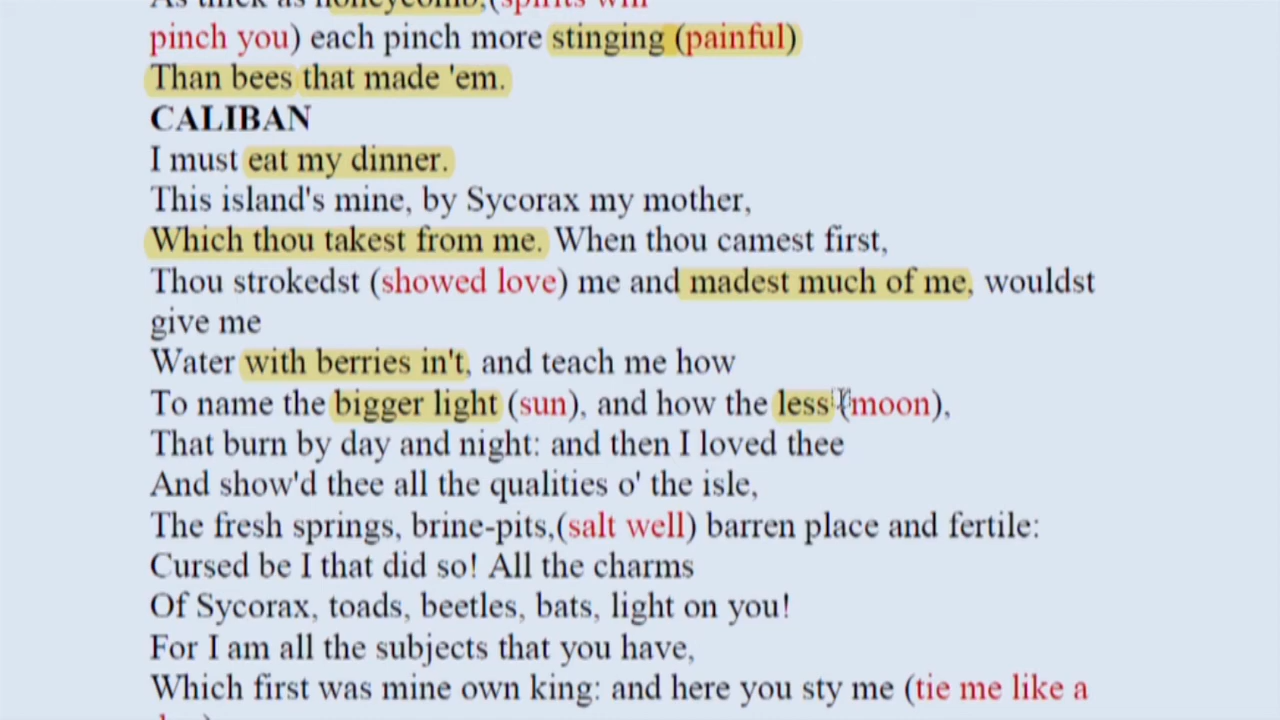 As thick as honeycomb,(spirits will
pinch you) each pinch more stinging (painful)
Than bees that made 'em.
CALIBAN
I must eat my dinner.
This island's mine, by Sycorax my mother,
Which thou takest from me. When thou camest first,
Thou strokedst (showed love) me and madest much of me, wouldst
give me
Water with berries in't, and teach me how
To name the bigger light (sun), and how the less (moon),
That burn by day and night: and then I loved thee
And show'd thee all the qualities o' the isle,
The fresh springs, brine-pits,(salt well) barren place and fertile:
Cursed be I that did so! All the charms
Of Sycorax, toads, beetles, bats, light on you!
For I am all the subjects that you have,
Which first was mine own king: and here you sty me (tie me like a